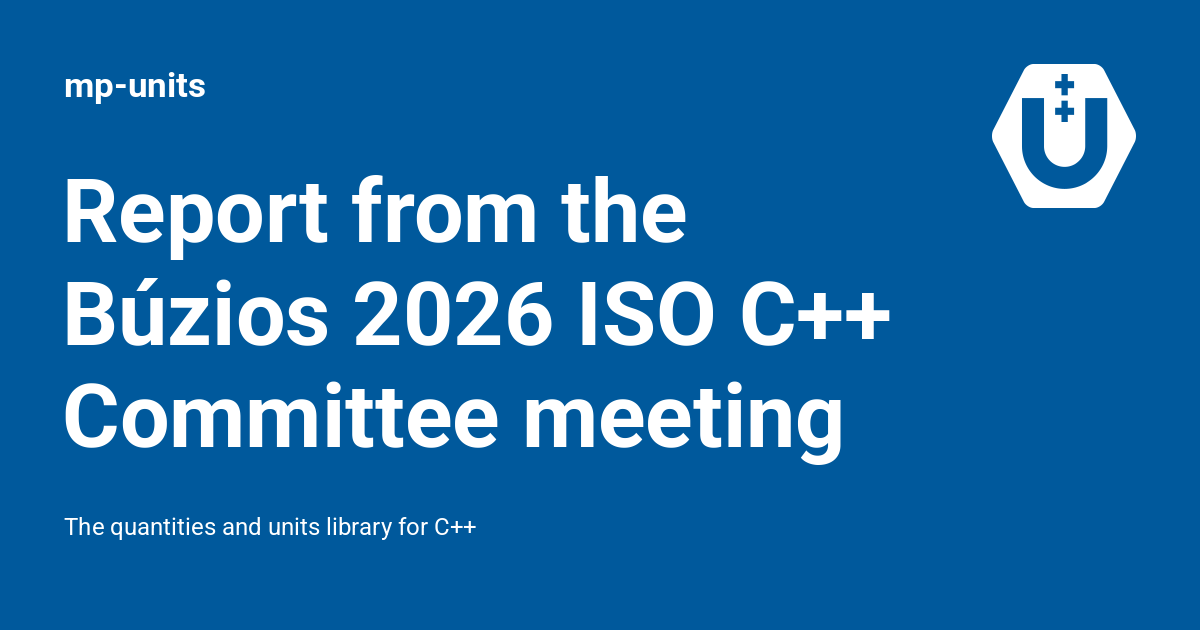 mp-units
Report from the
Búzios 2026 ISO C++
Committee meeting
The quantities and units library for C++